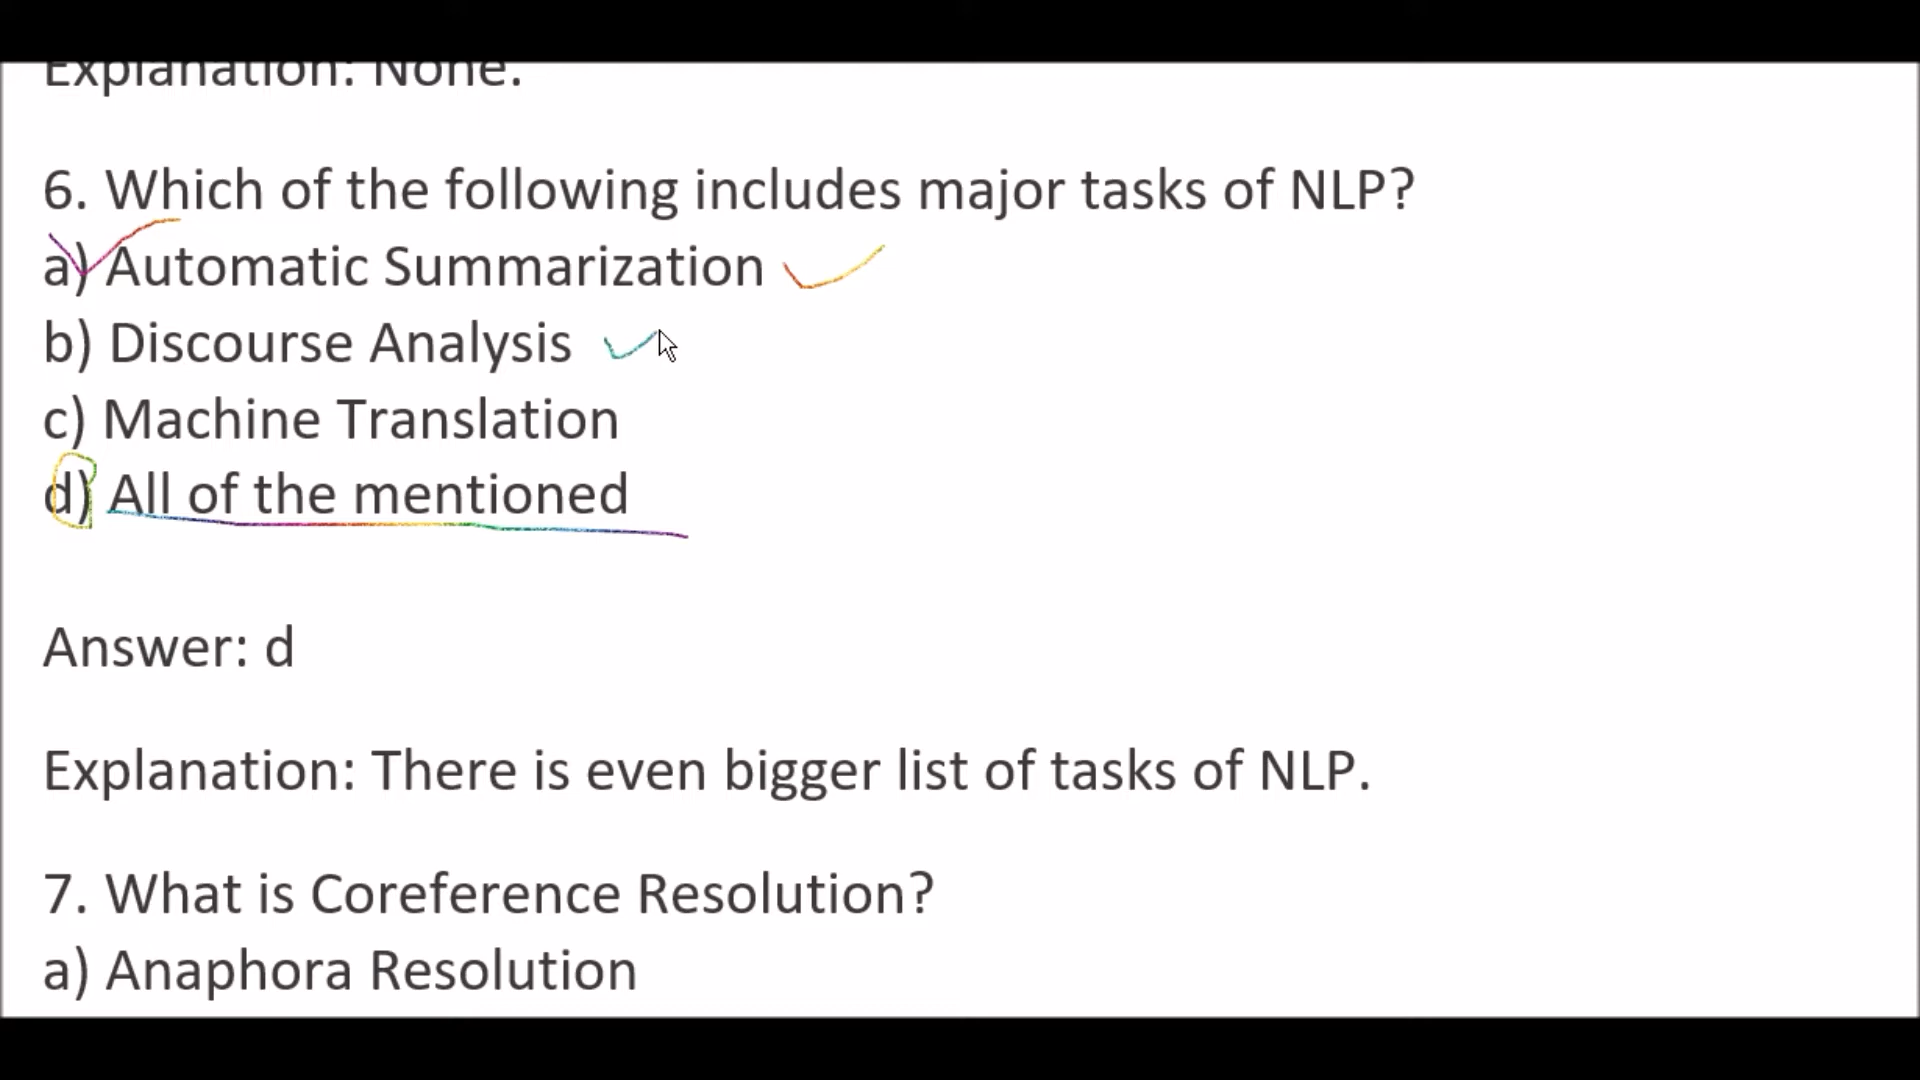 Explanation: None.
6. Which of the following includes major tasks of NLP?
a) Automatic Summarization
b) Discourse Analysis
c) Machine Translation
d) All of the mentioned
Answer: d
Explanation: There is even bigger list of tasks of NLP.
7. What is Coreference Resolution?
a) Anaphora Resolution